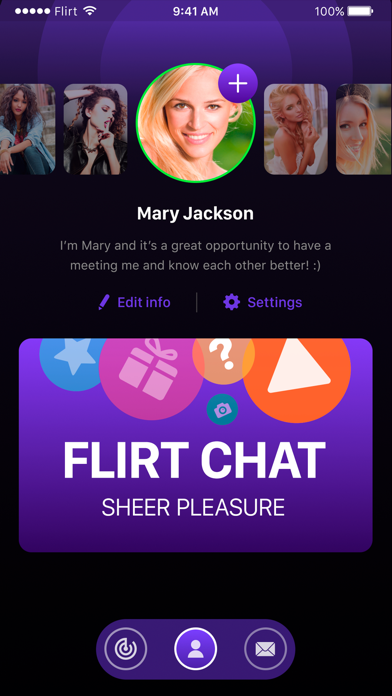 Flirt 9:41 AM 100%
Mary Jackson
I'm Mary and it's a great opportunity to have a
meeting me and know each other better! :)
Edit info Settings
?
FLIRT CHAT
SHEER PLEASURE